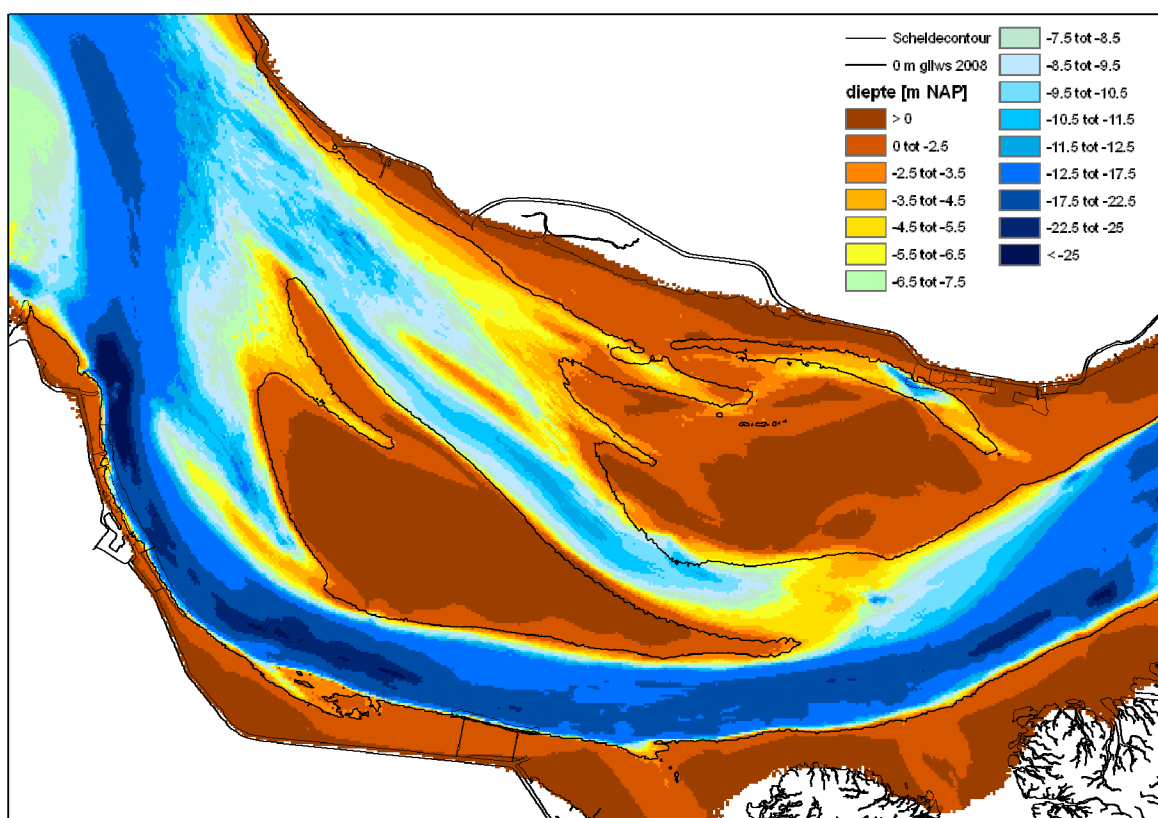 Scheldecontour
0 m gllws 2008
diepte [m NAP]
> 0
0 tot -2.5
-2.5 tot -3.5
-3.5 tot -4.5
-4.5 tot -5.5
-5.5 tot -6.5
-6.5 tot -7.5
-7.5 tot -8.5
-8.5 tot -9.5
-9.5 tot -10.5
-10.5 tot -11.5
-11.5 tot -12.5
-12.5 tot -17.5
-17.5 tot -22.5
-22.5 tot -25
< -25